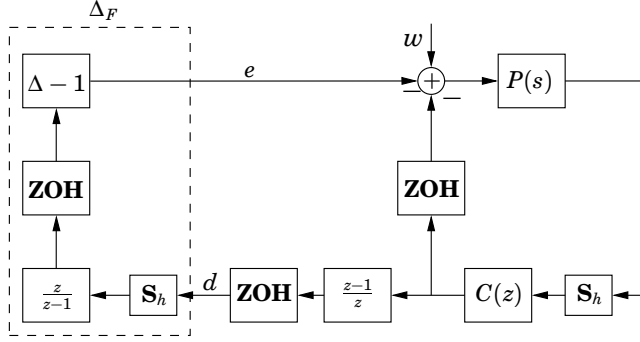 Δ_F
w
Δ − 1
e
+
−
−
P(s)
ZOH
ZOH
z/(z−1)
S_h
d
ZOH
(z−1)/z
C(z)
S_h